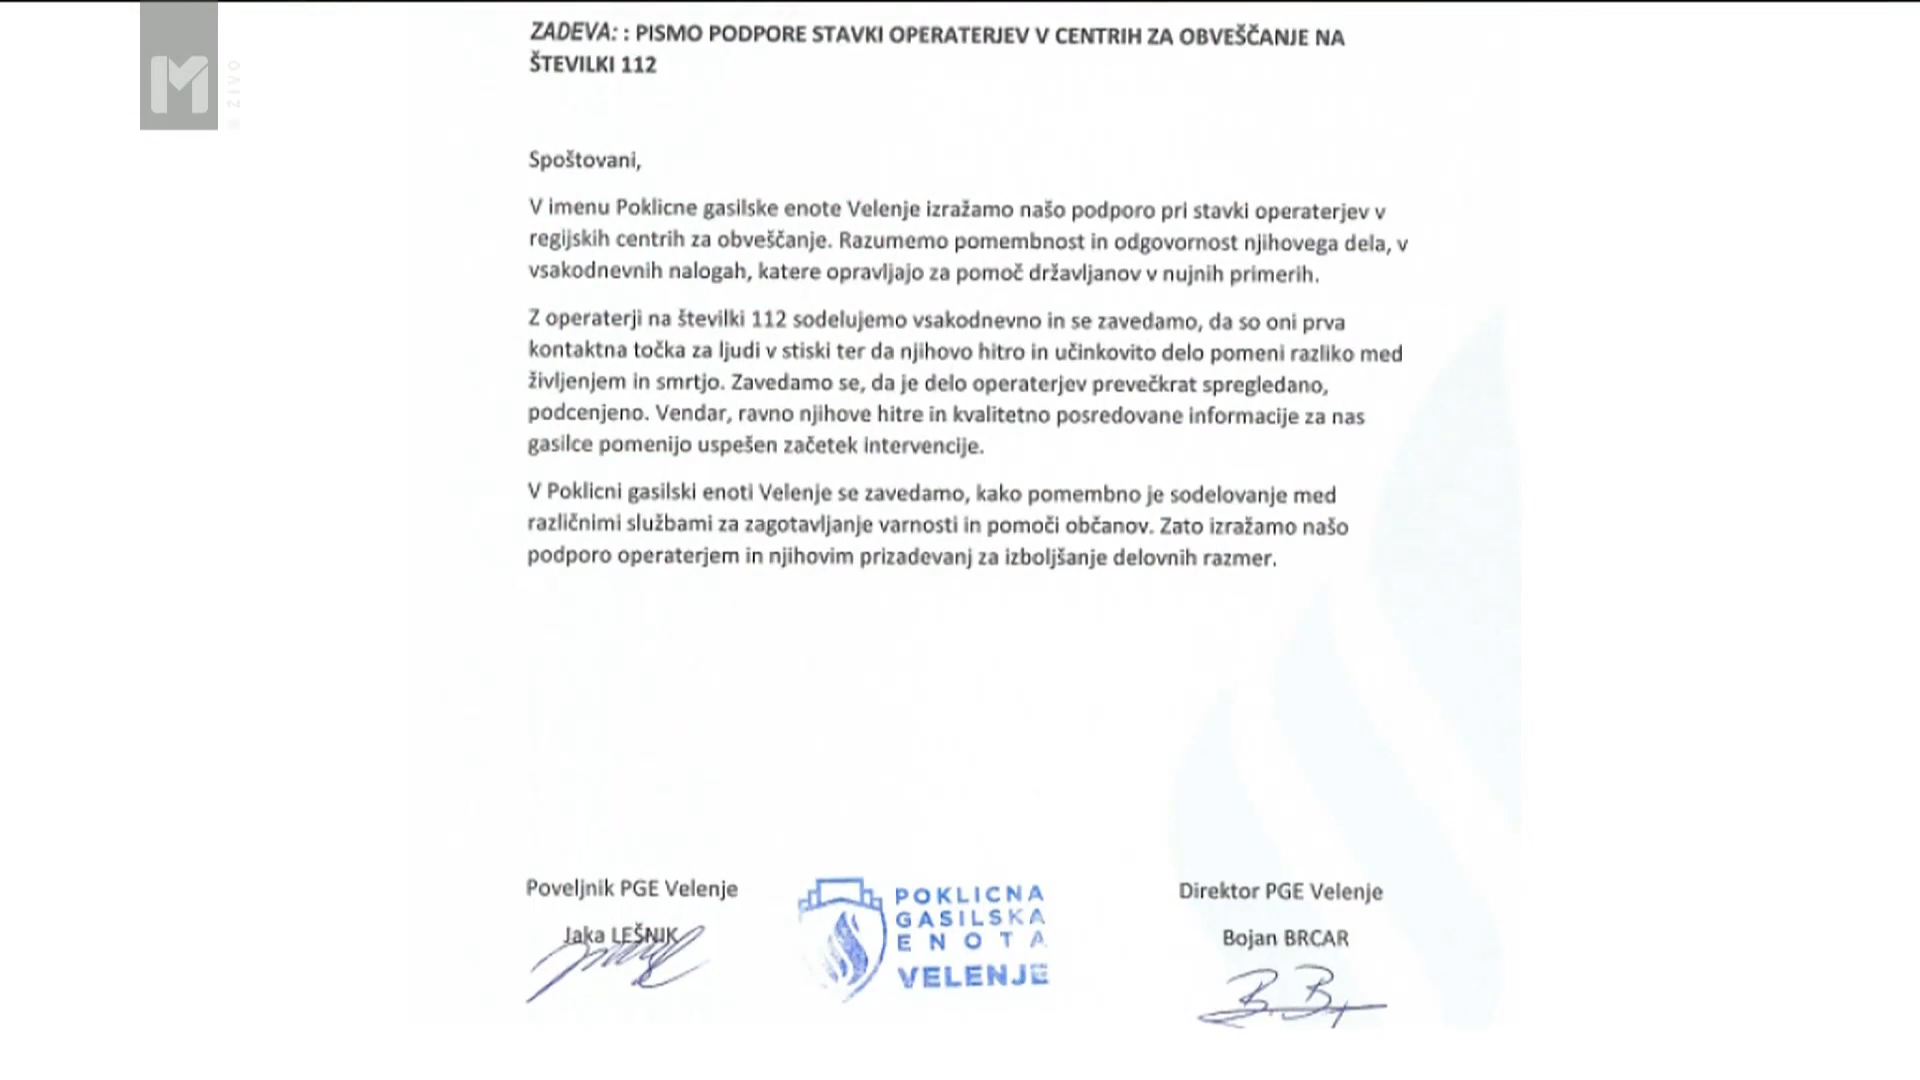 V ŽIVO
ZADEVA: : PISMO PODPORE STAVKI OPERATERJEV V CENTRIH ZA OBVEŠČANJE NA
ŠTEVILKI 112
Spoštovani,
V imenu Poklicne gasilske enote Velenje izražamo našo podporo pri stavki operaterjev v
regijskih centrih za obveščanje. Razumemo pomembnost in odgovornost njihovega dela, v
vsakodnevnih nalogah, katere opravljajo za pomoč državljanov v nujnih primerih.
Z operaterji na številki 112 sodelujemo vsakodnevno in se zavedamo, da so oni prva
kontaktna točka za ljudi v stiski ter da njihovo hitro in učinkovito delo pomeni razliko med
življenjem in smrtjo. Zavedamo se, da je delo operaterjev prevečkrat spregledano,
podcenjeno. Vendar, ravno njihove hitre in kvalitetno posredovane informacije za nas
gasilce pomenijo uspešen začetek intervencije.
V Poklicni gasilski enoti Velenje se zavedamo, kako pomembno je sodelovanje med
različnimi službami za zagotavljanje varnosti in pomoči občanov. Zato izražamo našo
podporo operaterjem in njihovim prizadevanj za izboljšanje delovnih razmer.
Poveljnik PGE Velenje
Jaka LEŠNIK
POKLICNA
GASILSKA
ENOTA
VELENJE
Direktor PGE Velenje
Bojan BRCAR